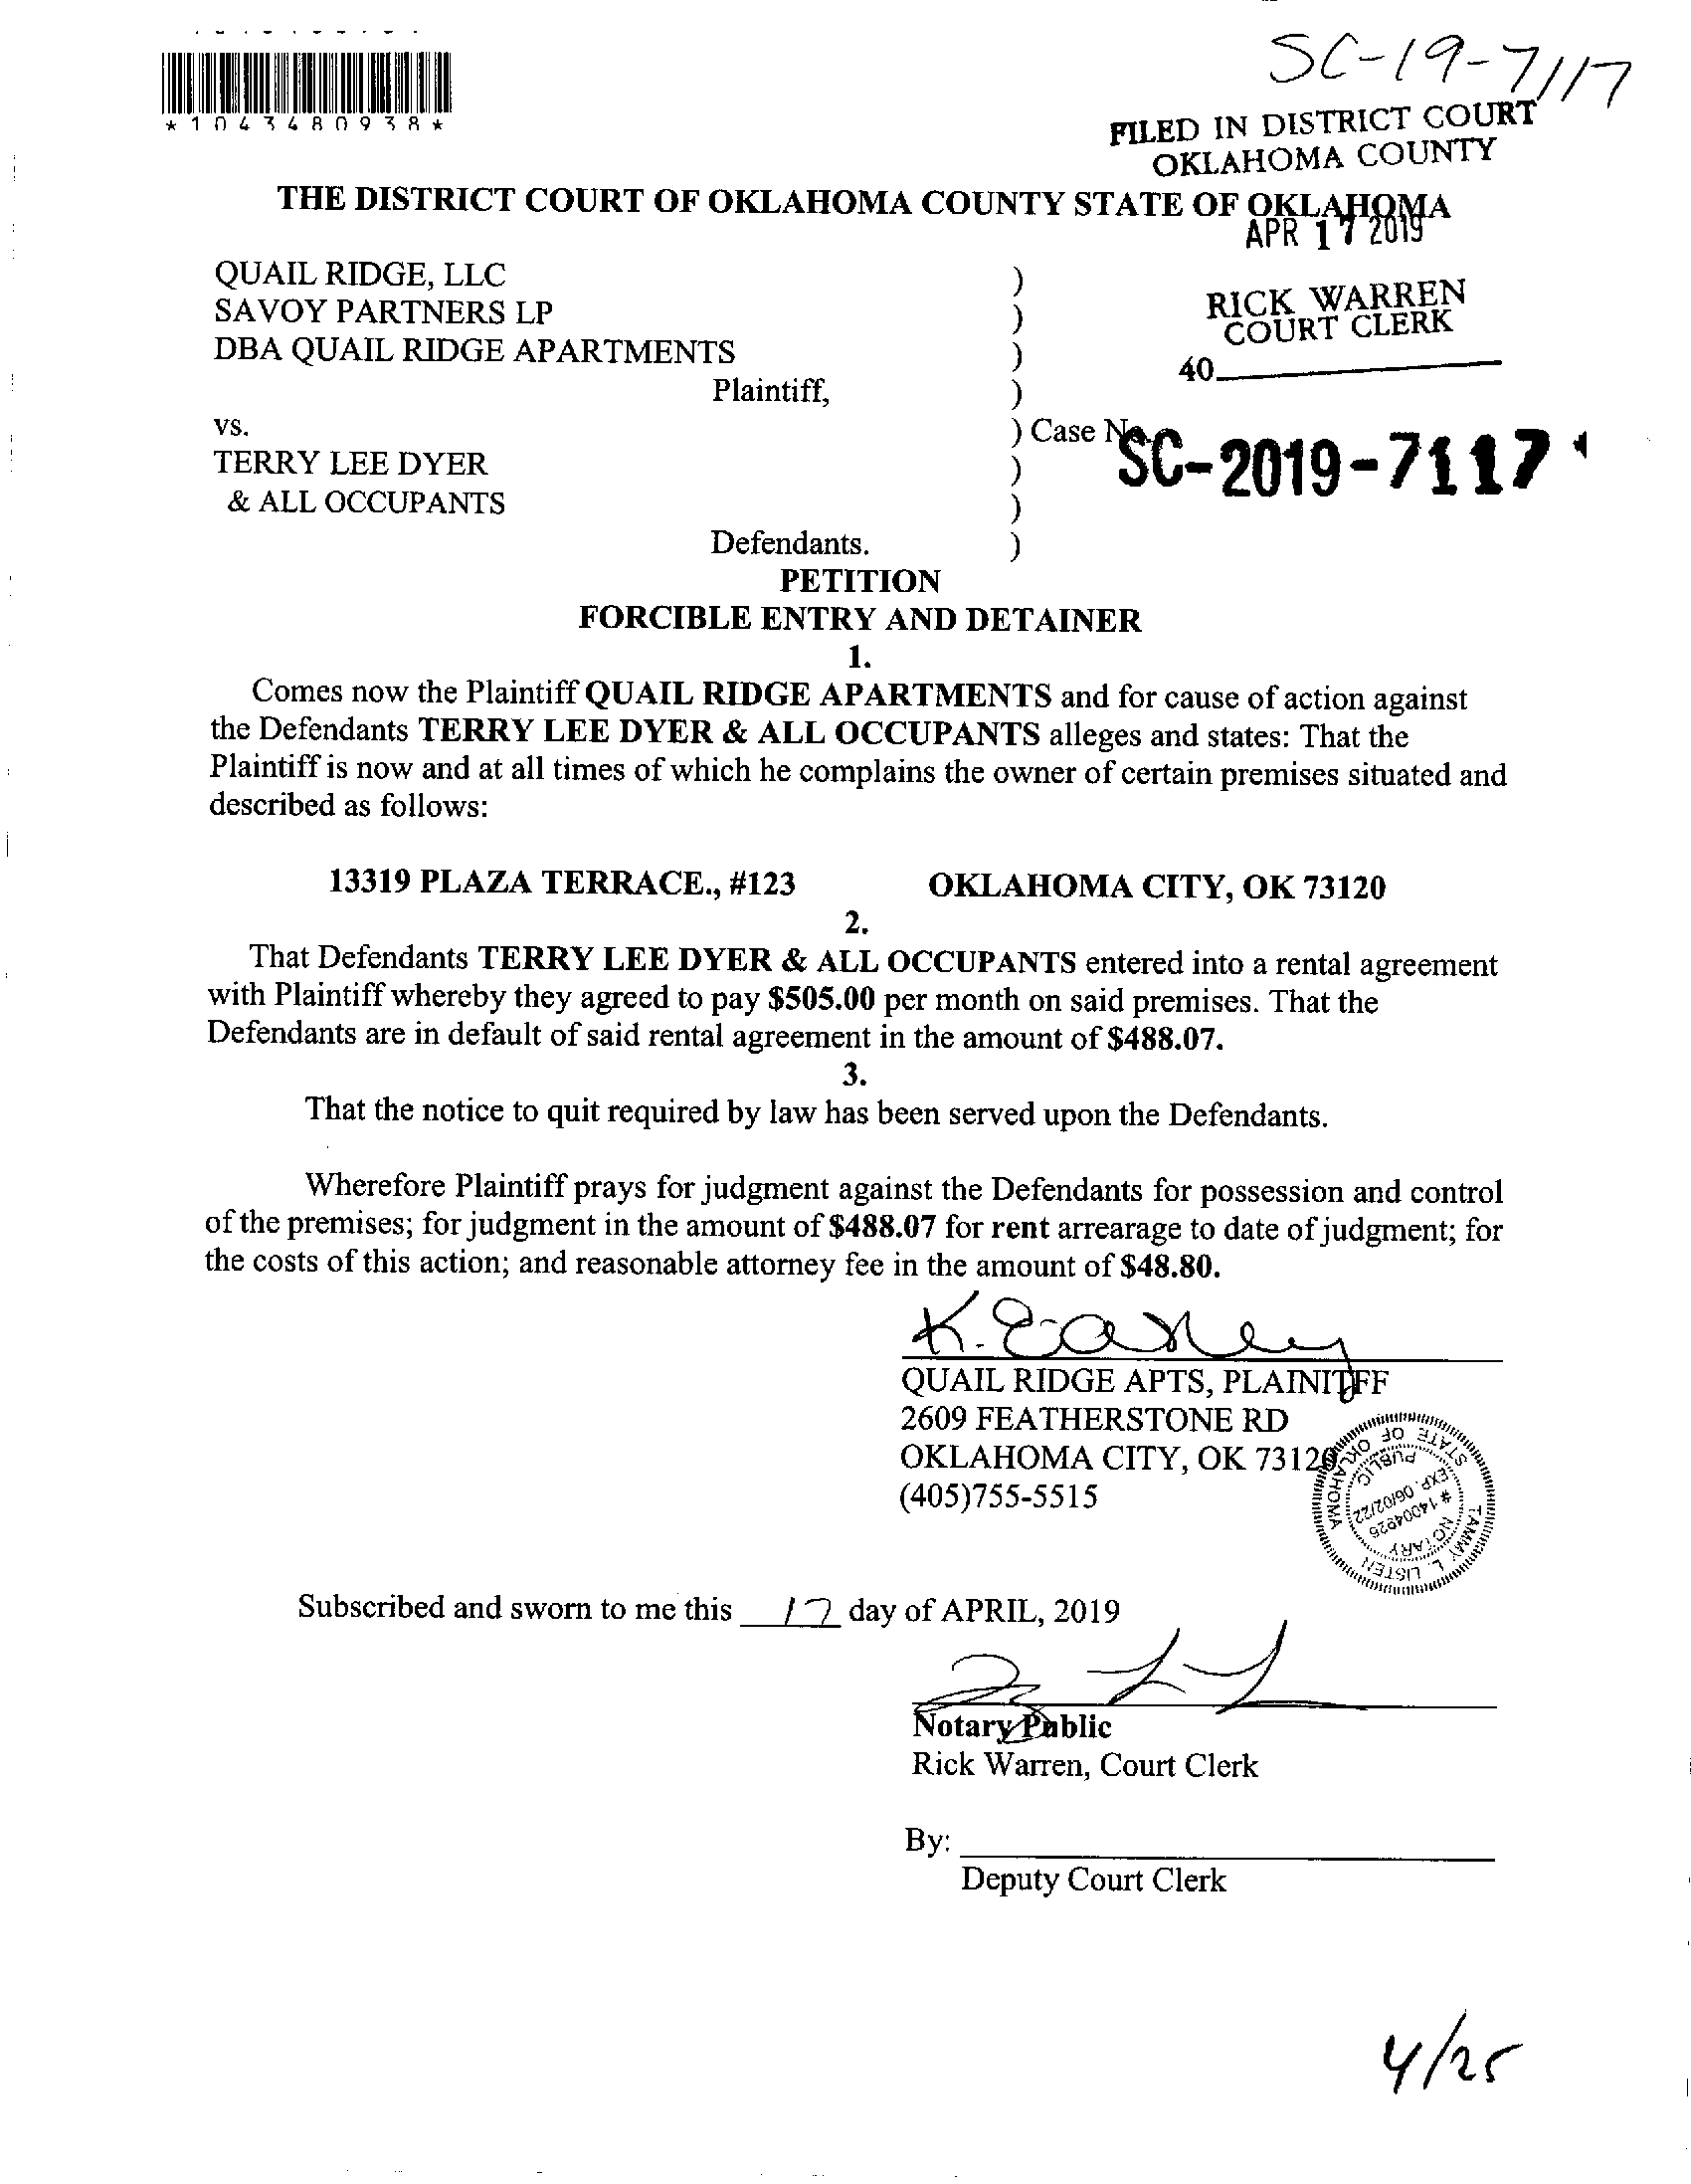 SC-19-7117
*1043480938*
FILED IN DISTRICT COURT
OKLAHOMA COUNTY
THE DISTRICT COURT OF OKLAHOMA COUNTY STATE OF OKLAHOMA
APR 17 2019
QUAIL RIDGE, LLC )
SAVOY PARTNERS LP )
DBA QUAIL RIDGE APARTMENTS )
Plaintiff, )
RICK WARREN
COURT CLERK
40
vs. ) Case No.
SC-2019-7117
TERRY LEE DYER )
& ALL OCCUPANTS )
Defendants. )
PETITION
FORCIBLE ENTRY AND DETAINER
1.
Comes now the Plaintiff QUAIL RIDGE APARTMENTS and for cause of action against
the Defendants TERRY LEE DYER & ALL OCCUPANTS alleges and states: That the
Plaintiff is now and at all times of which he complains the owner of certain premises situated and
described as follows:
13319 PLAZA TERRACE., #123 OKLAHOMA CITY, OK 73120
2.
That Defendants TERRY LEE DYER & ALL OCCUPANTS entered into a rental agreement
with Plaintiff whereby they agreed to pay $505.00 per month on said premises. That the
Defendants are in default of said rental agreement in the amount of $488.07.
3.
That the notice to quit required by law has been served upon the Defendants.
Wherefore Plaintiff prays for judgment against the Defendants for possession and control
of the premises; for judgment in the amount of $488.07 for rent arrearage to date of judgment; for
the costs of this action; and reasonable attorney fee in the amount of $48.80.
K. Earley
QUAIL RIDGE APTS, PLAINITFF
2609 FEATHERSTONE RD
OKLAHOMA CITY, OK 73120
(405)755-5515
TAMMY L. LISTEN
NOTARY
# 14004926
EXP. 06/02/22
PUBLIC
STATE OF OKLAHOMA
Subscribed and sworn to me this 17 day of APRIL, 2019
Notary Public
Rick Warren, Court Clerk
By:
Deputy Court Clerk
4/25